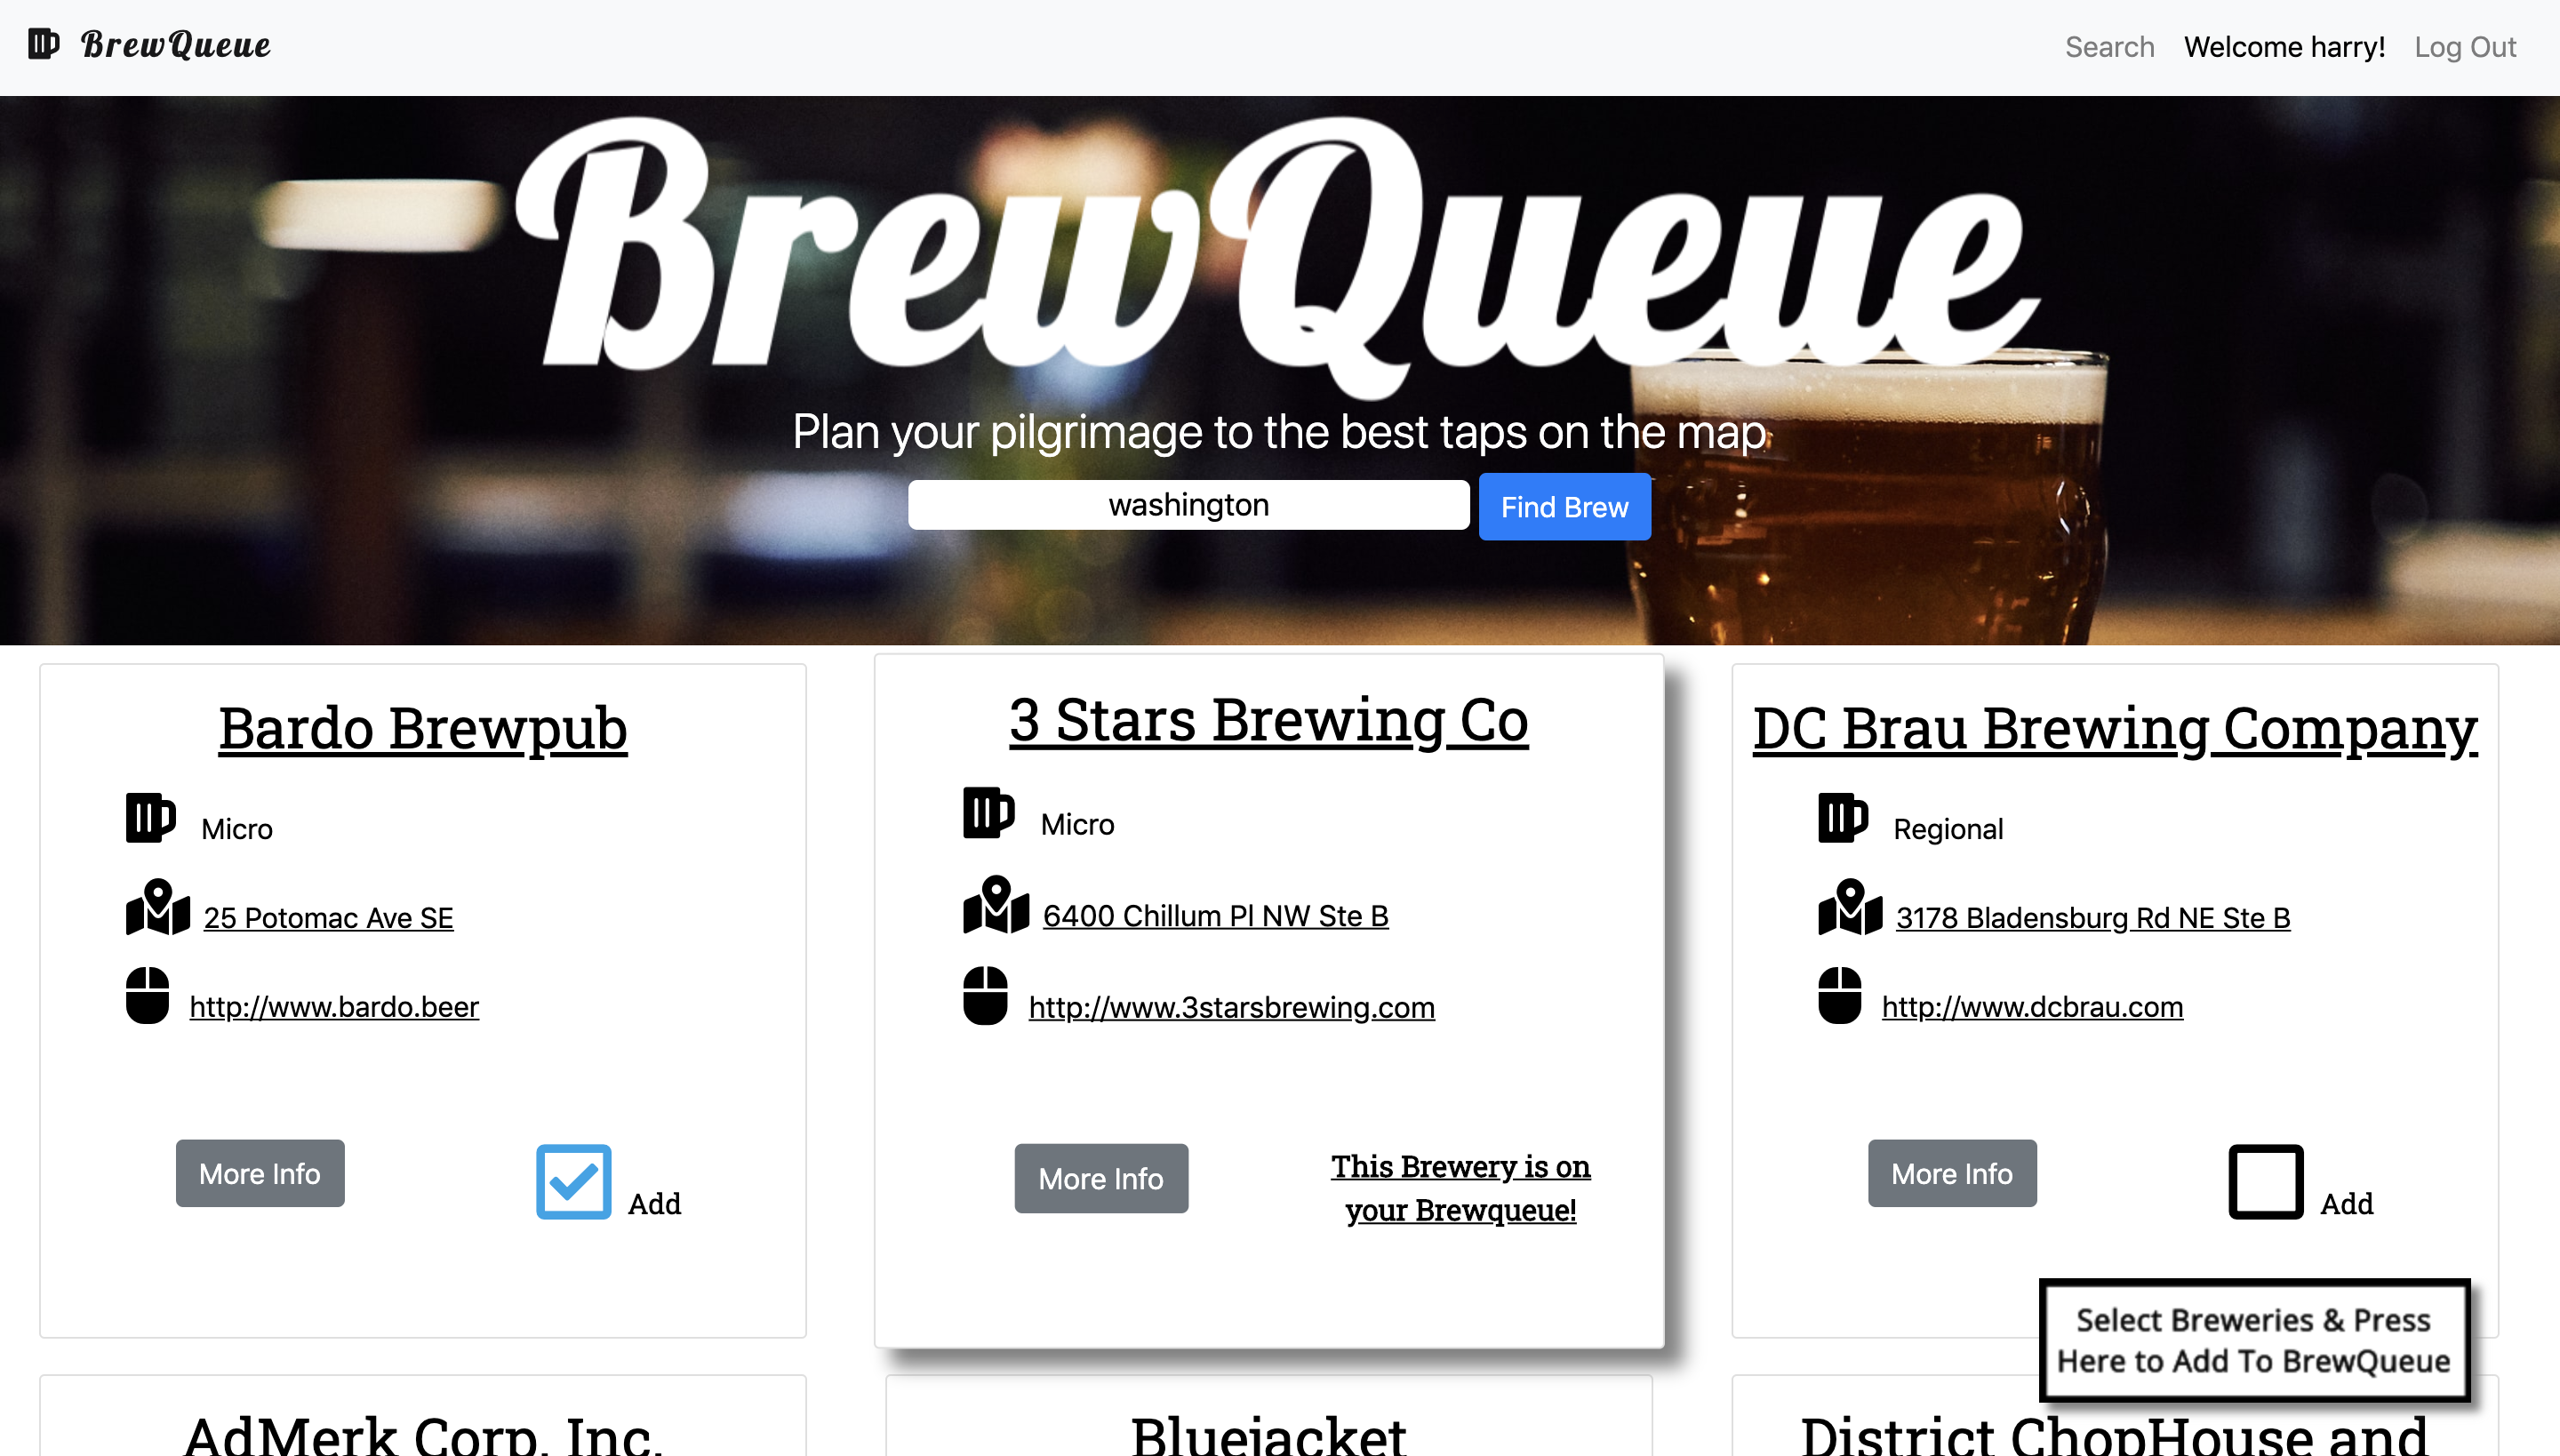 BrewQueue
Search
Welcome harry!
Log Out
BrewQueue
Plan your pilgrimage to the best taps on the map
washington
Find Brew
Bardo Brewpub
Micro
25 Potomac Ave SE
http://www.bardo.beer
More Info
Add
3 Stars Brewing Co
Micro
6400 Chillum Pl NW Ste B
http://www.3starsbrewing.com
More Info
This Brewery is on
your Brewqueue!
DC Brau Brewing Company
Regional
3178 Bladensburg Rd NE Ste B
http://www.dcbrau.com
More Info
Add
Select Breweries & Press
Here to Add To BrewQueue
AdMerk Corp. Inc.
Bluejacket
District ChopHouse and